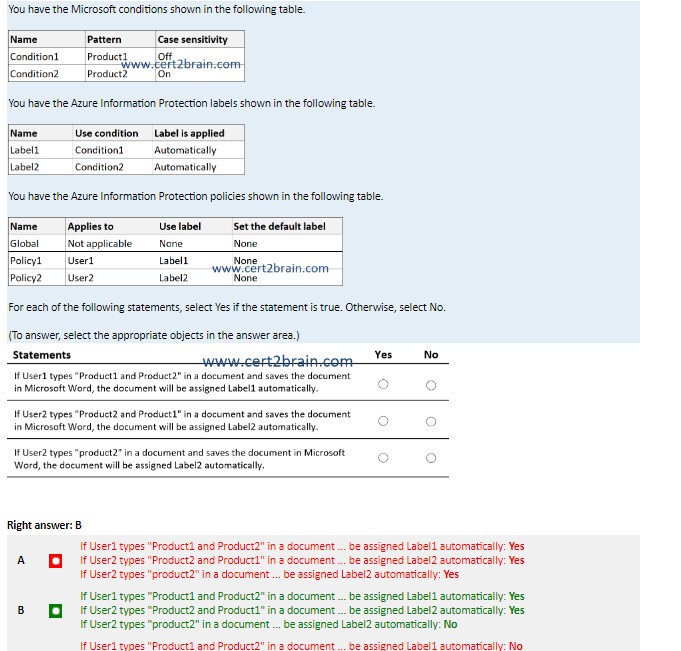 You have the Microsoft conditions shown in the following table.
Name Pattern Case sensitivity
Condition1 Product1 Off
www.cert2brain.com
Condition2 Product2 On
You have the Azure Information Protection labels shown in the following table.
Name Use condition Label is applied
Label1 Condition1 Automatically
Label2 Condition2 Automatically
You have the Azure Information Protection policies shown in the following table.
Name Applies to Use label Set the default label
Global Not applicable None None
Policy1 User1 Label1 None
www.cert2brain.com
Policy2 User2 Label2 None
For each of the following statements, select Yes if the statement is true. Otherwise, select No.
(To answer, select the appropriate objects in the answer area.)
Statements www.cert2brain.com Yes No
If User1 types "Product1 and Product2" in a document and saves the document
in Microsoft Word, the document will be assigned Label1 automatically.
If User2 types "Product2 and Product1" in a document and saves the document
in Microsoft Word, the document will be assigned Label2 automatically.
If User2 types "product2" in a document and saves the document in Microsoft
Word, the document will be assigned Label2 automatically.
Right answer: B
If User1 types "Product1 and Product2" in a document ... be assigned Label1 automatically: Yes
A If User2 types "Product2 and Product1" in a document ... be assigned Label2 automatically: Yes
If User2 types "product2" in a document ... be assigned Label2 automatically: Yes
If User1 types "Product1 and Product2" in a document ... be assigned Label1 automatically: Yes
B If User2 types "Product2 and Product1" in a document ... be assigned Label2 automatically: Yes
If User2 types "product2" in a document ... be assigned Label2 automatically: No
If User1 types "Product1 and Product2" in a document ... be assigned Label1 automatically: No